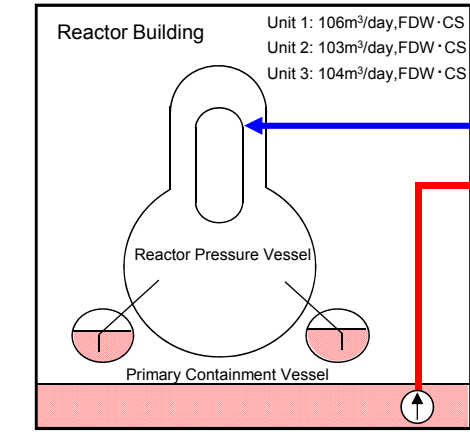 Reactor Building
Unit 1: 106m³/day,FDW･CS
Unit 2: 103m³/day,FDW･CS
Unit 3: 104m³/day,FDW･CS
Reactor Pressure Vessel
Primary Containment Vessel